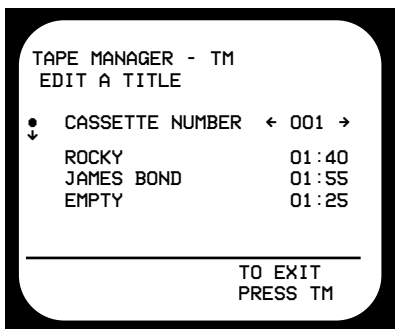 TAPE MANAGER - TM
EDIT A TITLE
CASSETTE NUMBER ← 001 →
ROCKY 01:40
JAMES BOND 01:55
EMPTY 01:25
TO EXIT
PRESS TM